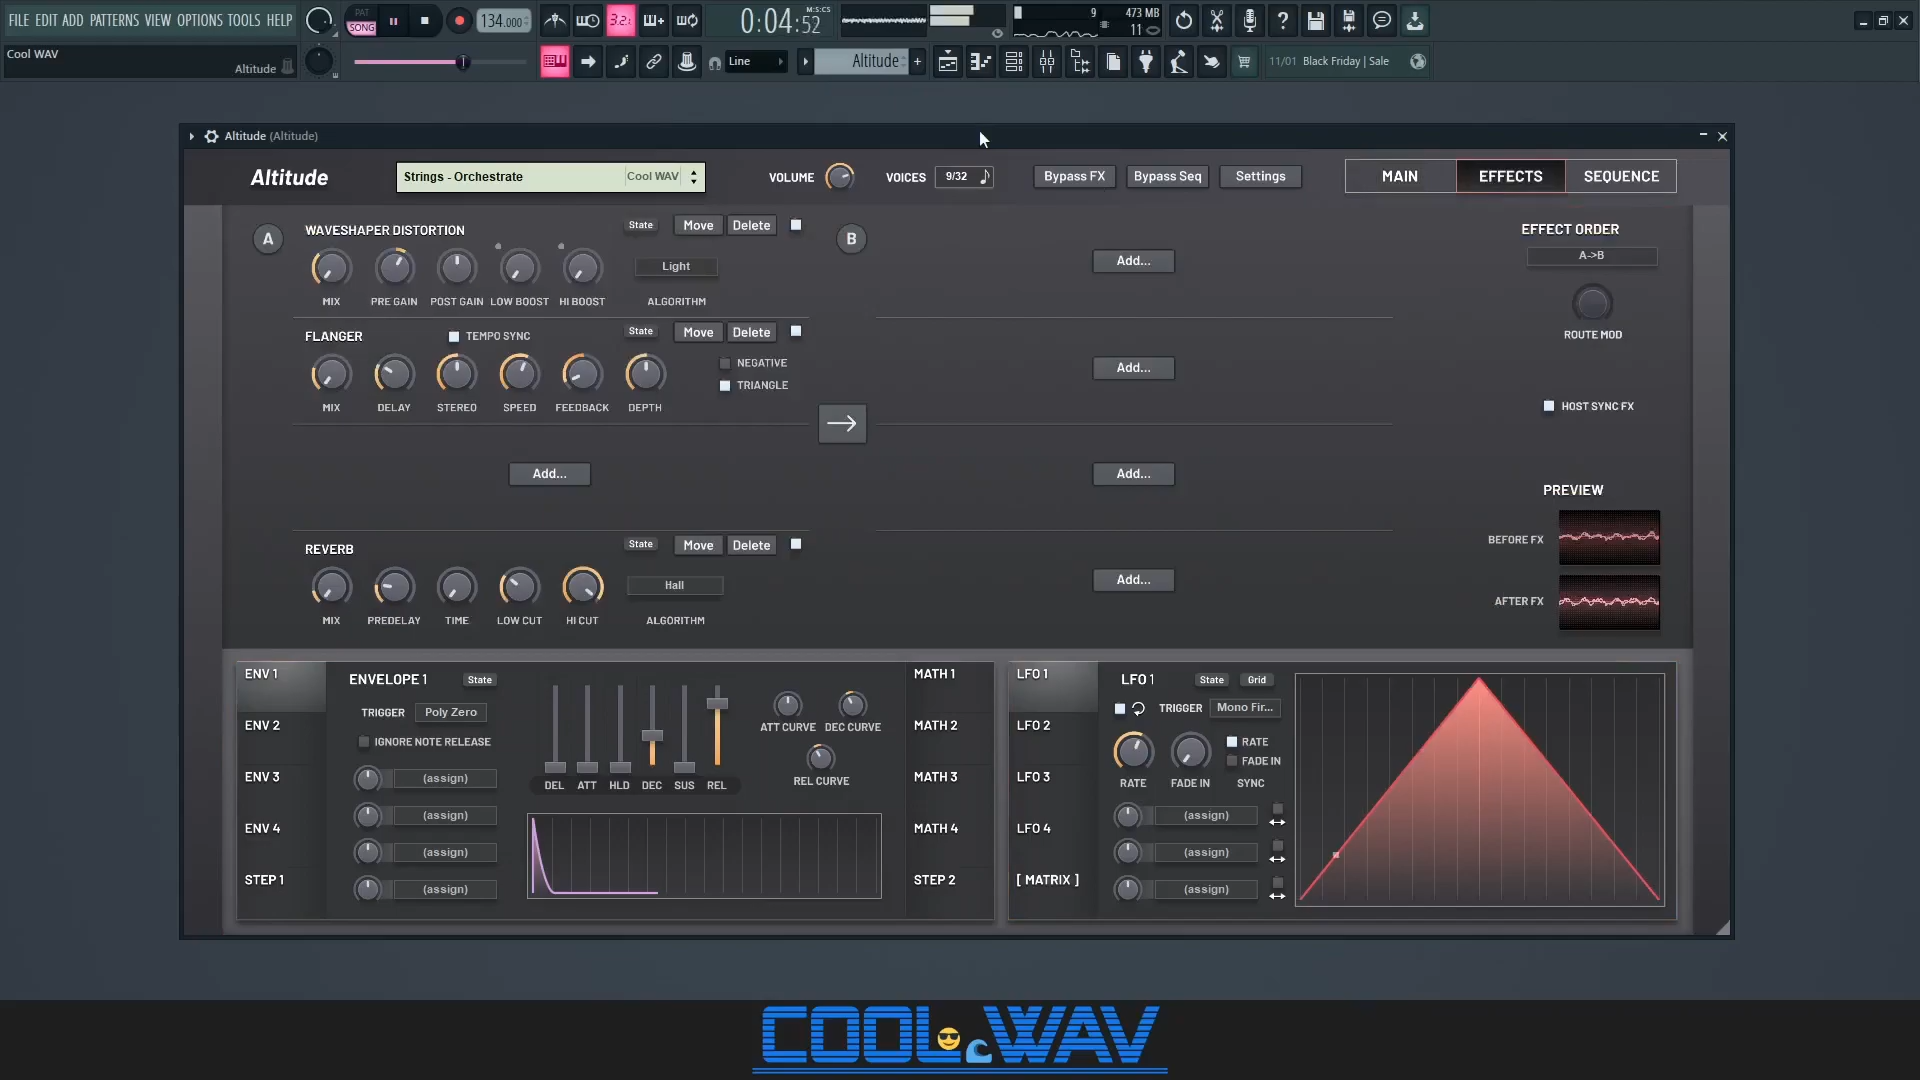 FILE EDIT ADD PATTERNS VIEW OPTIONS TOOLS HELP
PAT
SONG
134.000
3.2.
0:04:52
M:S:CS
9
473 MB
11
Cool WAV
Altitude
Line
Altitude
11/01 Black Friday | Sale
Altitude (Altitude)
Altitude
Strings - Orchestrate
Cool WAV
VOLUME
VOICES
9/32
Bypass FX
Bypass Seq
Settings
MAIN
EFFECTS
SEQUENCE
A
WAVESHAPER DISTORTION
State
Move
Delete
Light
MIX
PRE GAIN
POST GAIN
LOW BOOST
HI BOOST
ALGORITHM
FLANGER
TEMPO SYNC
State
Move
Delete
NEGATIVE
TRIANGLE
MIX
DELAY
STEREO
SPEED
FEEDBACK
DEPTH
Add...
REVERB
State
Move
Delete
Hall
MIX
PREDELAY
TIME
LOW CUT
HI CUT
ALGORITHM
B
Add...
Add...
Add...
Add...
EFFECT ORDER
A->B
ROUTE MOD
HOST SYNC FX
PREVIEW
BEFORE FX
AFTER FX
ENV 1
ENV 2
ENV 3
ENV 4
STEP 1
ENVELOPE 1
State
TRIGGER
Poly Zero
IGNORE NOTE RELEASE
(assign)
(assign)
(assign)
(assign)
DEL
ATT
HLD
DEC
SUS
REL
ATT CURVE
DEC CURVE
REL CURVE
MATH 1
MATH 2
MATH 3
MATH 4
STEP 2
LFO 1
LFO 2
LFO 3
LFO 4
[ MATRIX ]
LFO 1
State
Grid
TRIGGER
Mono Fir...
RATE
FADE IN
RATE
FADE IN
SYNC
(assign)
(assign)
(assign)
COOL WAV